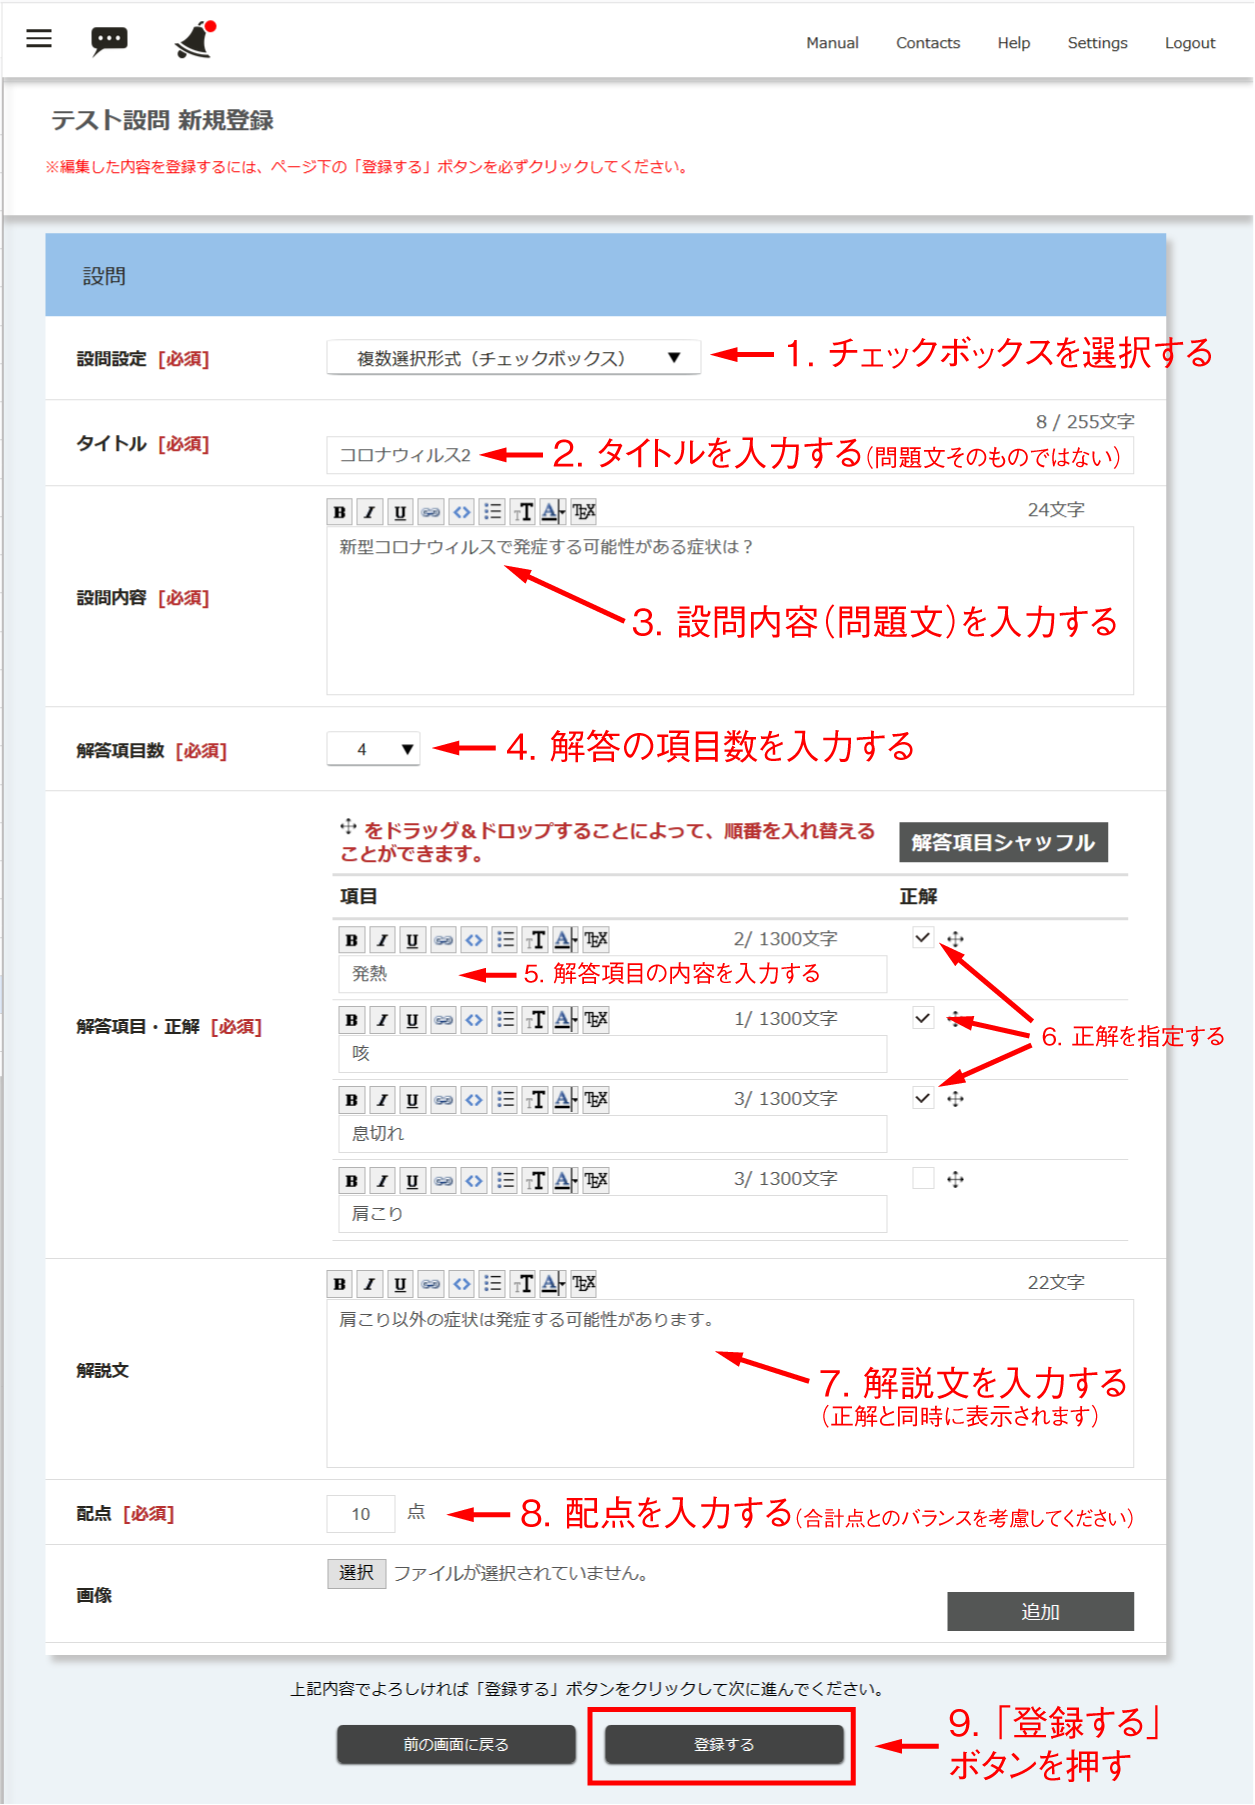 Manual Contacts Help Settings Logout
テスト設問 新規登録
※編集した内容を登録するには、ページ下の「登録する」ボタンを必ずクリックしてください。
設問
設問設定 [必須] 複数選択形式（チェックボックス） ▼ 1. チェックボックスを選択する
8 / 255文字
タイトル [必須] コロナウィルス2 2. タイトルを入力する（問題文そのものではない）
B I U <> TT A TEX 24文字
新型コロナウィルスで発症する可能性がある症状は？
設問内容 [必須]
3. 設問内容（問題文）を入力する
解答項目数 [必須] 4 ▼ 4. 解答の項目数を入力する
をドラッグ＆ドロップすることによって、順番を入れ替える
ことができます。
解答項目シャッフル
項目 正解
B I U <> TT A TEX 2/ 1300文字
発熱 5. 解答項目の内容を入力する
解答項目・正解 [必須]
B I U <> TT A TEX 1/ 1300文字
6. 正解を指定する
咳
B I U <> TT A TEX 3/ 1300文字
息切れ
B I U <> TT A TEX 3/ 1300文字
肩こり
B I U <> TT A TEX 22文字
肩こり以外の症状は発症する可能性があります。
解説文
7. 解説文を入力する
（正解と同時に表示されます）
配点 [必須] 10 点 8. 配点を入力する（合計点とのバランスを考慮してください）
画像 選択 ファイルが選択されていません。
追加
上記内容でよろしければ「登録する」ボタンをクリックして次に進んでください。
前の画面に戻る 登録する
9.「登録する」
ボタンを押す